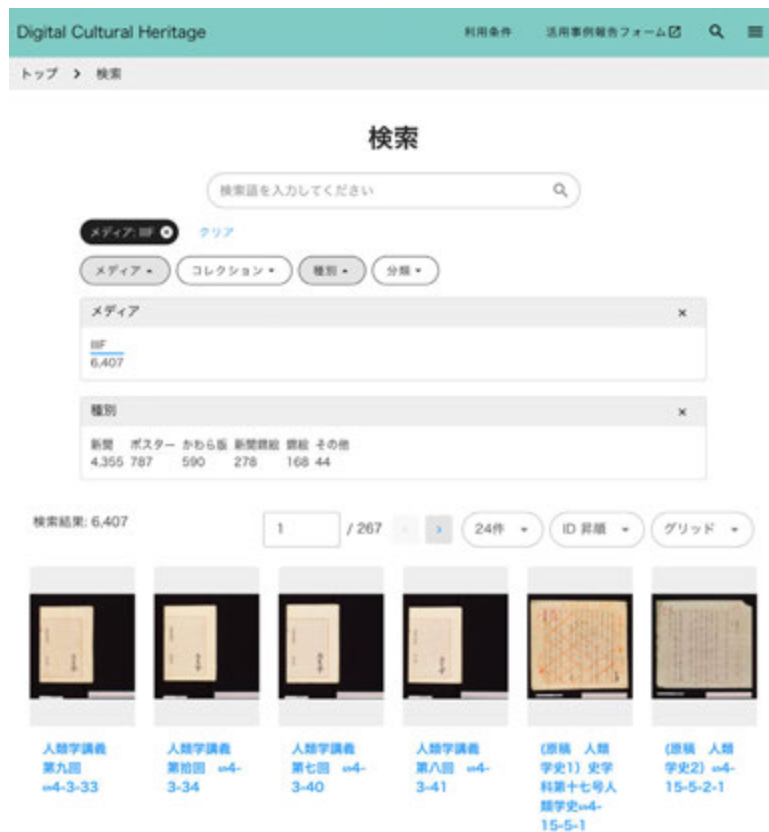 Digital Cultural Heritage 利用条件 活用事例報告フォーム
トップ > 検索
検索
検索語を入力してください
メディア: IIIF クリア
メディア コレクション 種別 分類
メディア ×
IIIF
6,407
種別 ×
新聞 ポスター かわら版 新聞錦絵 錦絵 その他
4,355 787 590 278 168 44
検索結果: 6,407 1 / 267 24件 ID 昇順 グリッド
人類学講義 人類学講義 人類学講義 人類学講義 (原稿 人類 (原稿 人類
第九回 第拾回 sn4- 第七回 sn4- 第八回 sn4- 学史1) 史学 学史2) sn4-
sn4-3-33 3-34 3-40 3-41 科第十七号人 15-5-2-1
類学史sn4-
15-5-1